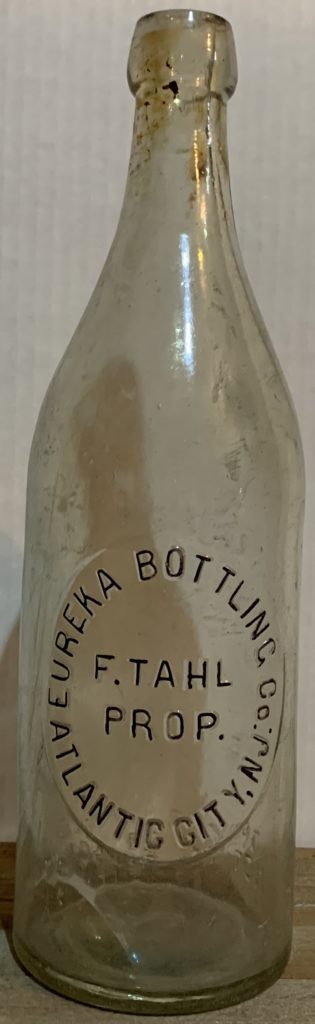 EUREKA BOTTLING Co.
F. TAHL
PROP.
ATLANTIC CITY, N.J.